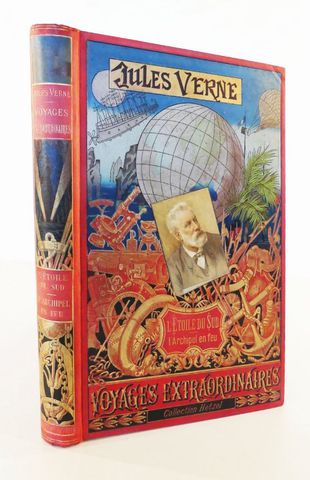 JULES VERNE
VOYAGES
L'ÉTOILE
DU SUD
L'ARCHIPEL
EN FEU
JULES VERNE
L'ÉTOILE DU SUD
l'Archipel en feu
VOYAGES EXTRAORDINAIRES
Collection Hetzel